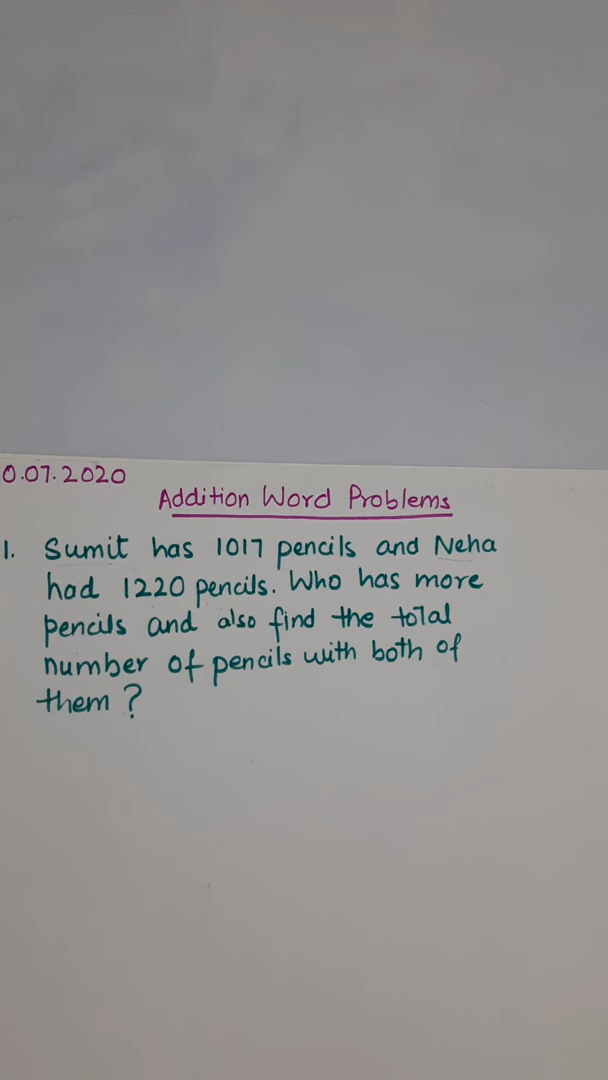 0.07.2020
Addition Word Problems
1. Sumit has 1017 pencils and Neha
had 1220 pencils. Who has more
pencils and also find the total
number of pencils with both of
them?